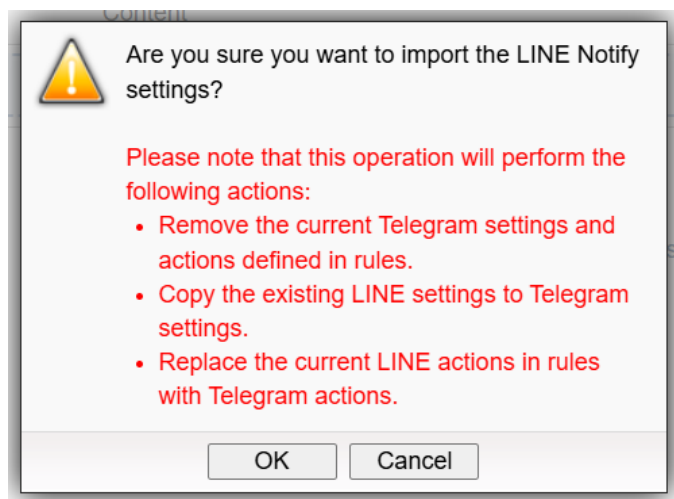 Content
Are you sure you want to import the LINE Notify
settings?
Please note that this operation will perform the
following actions:
• Remove the current Telegram settings and
actions defined in rules.
• Copy the existing LINE settings to Telegram
settings.
• Replace the current LINE actions in rules
with Telegram actions.
OK
Cancel